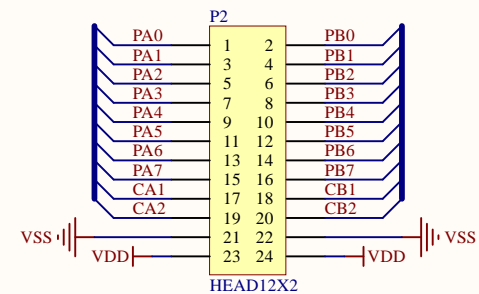 P2
PA0 1 2 PB0
PA1 3 4 PB1
PA2 5 6 PB2
PA3 7 8 PB3
PA4 9 10 PB4
PA5 11 12 PB5
PA6 13 14 PB6
PA7 15 16 PB7
CA1 17 18 CB1
CA2 19 20 CB2
VSS 21 22 VSS
VDD 23 24 VDD
HEAD12X2